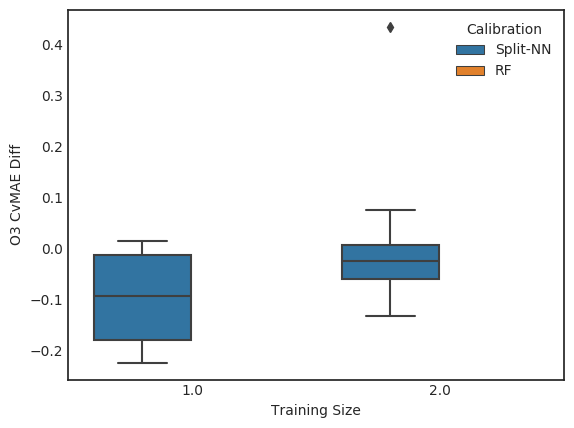 Calibration
Split-NN
RF
0.4
0.3
0.2
0.1
0.0
−0.1
−0.2
O3 CvMAE Diff
1.0
2.0
Training Size